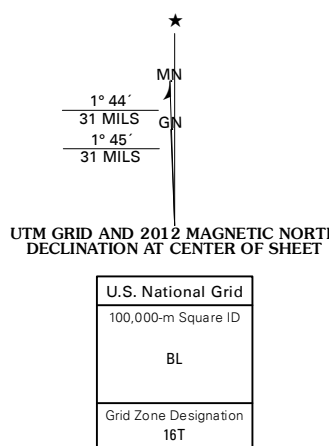 MN
1° 44´
31 MILS
GN
1° 45´
31 MILS
UTM GRID AND 2012 MAGNETIC NORTH
DECLINATION AT CENTER OF SHEET
U.S. National Grid
100,000-m Square ID
BL
Grid Zone Designation
16T